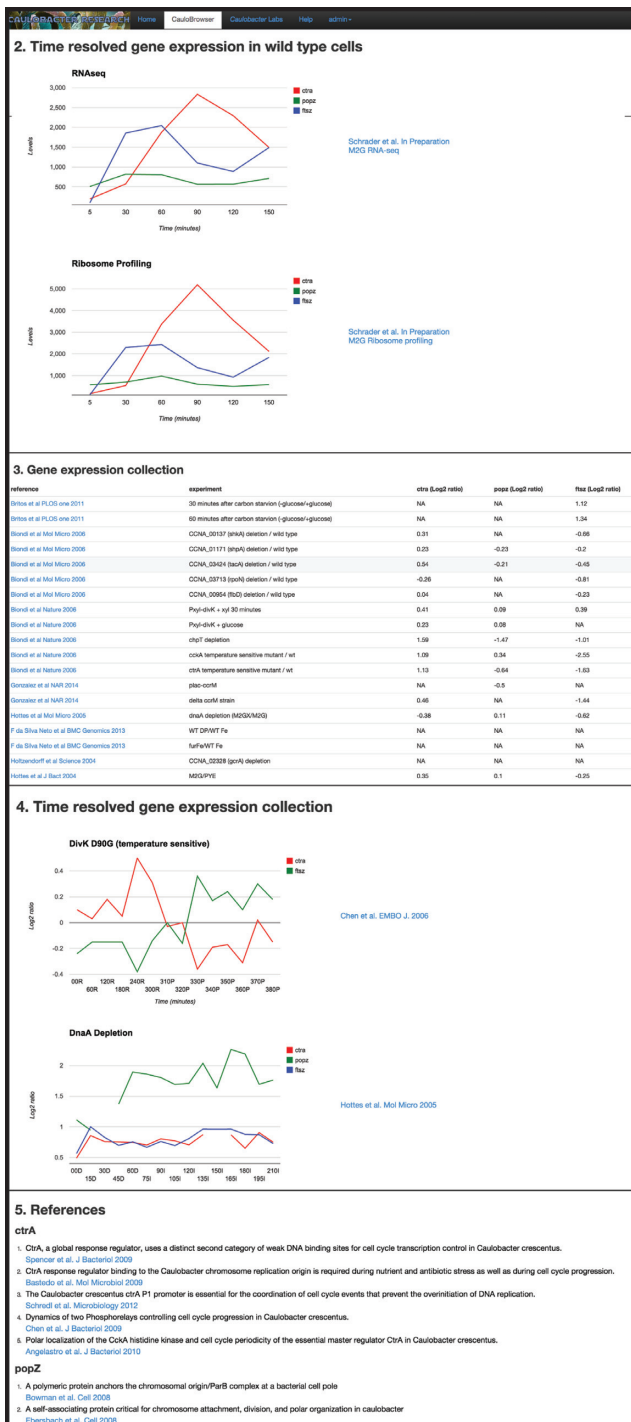 CAULOBACTER RESEARCH Home CauloBrowser Caulobacter Labs Help admin
2. Time resolved gene expression in wild type cells
RNAseq
ctra
popz
ftsz
3,000
2,500
2,000
1,500
1,000
500
Levels
5 30 60 90 120 150
Time (minutes)
Schrader et al. In Preparation
M2G RNA-seq
Ribosome Profiling
ctra
popz
ftsz
5,000
4,000
3,000
2,000
1,000
Levels
5 30 60 90 120 150
Time (minutes)
Schrader et al. In Preparation
M2G Ribosome profiling
3. Gene expression collection
reference experiment ctra (Log2 ratio) popz (Log2 ratio) ftsz (Log2 ratio)
Britos et al PLOS one 2011 30 minutes after carbon starvion (-glucose/+glucose) NA NA 1.12
Britos et al PLOS one 2011 60 minutes after carbon starvion (-glucose/+glucose) NA NA 1.34
Biondi et al Mol Micro 2006 CCNA_00137 (shkA) deletion / wild type 0.31 NA -0.66
Biondi et al Mol Micro 2006 CCNA_01171 (shpA) deletion / wild type 0.23 -0.23 -0.2
Biondi et al Mol Micro 2006 CCNA_03424 (tacA) deletion / wild type 0.54 -0.21 -0.45
Biondi et al Mol Micro 2006 CCNA_03713 (rpoN) deletion / wild type -0.26 NA -0.81
Biondi et al Mol Micro 2006 CCNA_00954 (flbD) deletion / wild type 0.04 NA -0.23
Biondi et al Nature 2006 Pxyl-divK + xyl 30 minutes 0.41 0.09 0.39
Biondi et al Nature 2006 Pxyl-divK + glucose 0.23 0.08 NA
Biondi et al Nature 2006 chpT depletion 1.59 -1.47 -1.01
Biondi et al Nature 2006 cckA temperature sensitive mutant / wt 1.09 0.34 -2.55
Biondi et al Nature 2006 ctrA temperature sensitive mutant / wt 1.13 -0.64 -1.63
Gonzalez et al NAR 2014 plac-ccrM NA -0.5 NA
Gonzalez et al NAR 2014 delta ccrM strain 0.46 NA -1.44
Hottes et al Mol Micro 2005 dnaA depletion (M2GX/M2G) -0.38 0.11 -0.62
F da Silva Neto et al BMC Genomics 2013 WT DP/WT Fe NA NA NA
F da Silva Neto et al BMC Genomics 2013 furFe/WT Fe NA NA NA
Holtzendorff et al Science 2004 CCNA_02328 (gcrA) depletion NA NA NA
Hottes et al J Bact 2004 M2G/PYE 0.35 0.1 -0.25
4. Time resolved gene expression collection
DivK D90G (temperature sensitive)
ctra
ftsz
0.4
0.2
0
-0.2
-0.4
Log2 ratio
00R 120R 240R 310P 330P 350P 370P
60R 180R 300R 320P 340P 360P 380P
Time (minutes)
Chen et al. EMBO J. 2006
DnaA Depletion
ctra
popz
ftsz
2
1.5
1
0.5
Log2 ratio
00D 30D 60D 90I 120I 150I 180I 210I
15D 45D 75I 105I 135I 165I 195I
Hottes et al. Mol Micro 2005
5. References
ctrA
1. CtrA, a global response regulator, uses a distinct second category of weak DNA binding sites for cell cycle transcription control in Caulobacter crescentus.
Spencer et al. J Bacteriol 2009
2. CtrA response regulator binding to the Caulobacter chromosome replication origin is required during nutrient and antibiotic stress as well as during cell cycle progression.
Bastedo et al. Mol Microbiol 2009
3. The Caulobacter crescentus ctrA P1 promoter is essential for the coordination of cell cycle events that prevent the overinitiation of DNA replication.
Schredl et al. Microbiology 2012
4. Dynamics of two Phosphorelays controlling cell cycle progression in Caulobacter crescentus.
Chen et al. J Bacteriol 2009
5. Polar localization of the CckA histidine kinase and cell cycle periodicity of the essential master regulator CtrA in Caulobacter crescentus.
Angelastro et al. J Bacteriol 2010
popZ
1. A polymeric protein anchors the chromosomal origin/ParB complex at a bacterial cell pole
Bowman et al. Cell 2008
2. A self-associating protein critical for chromosome attachment, division, and polar organization in caulobacter
Ebersbach et al. Cell 2008